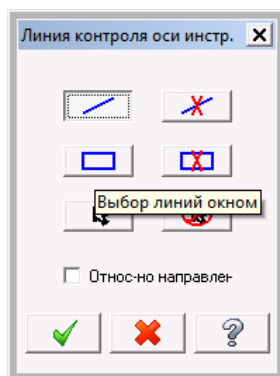 Линия контроля оси инстр.
Выбор линий окном
Относ-но направлен